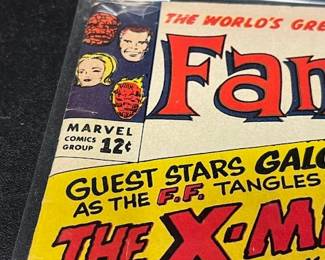 THE WORLD'S GRE
Fan
MARVEL
COMICS
GROUP 12¢
GUEST STARS GALO
AS THE F.F. TANGLES
THE X-M